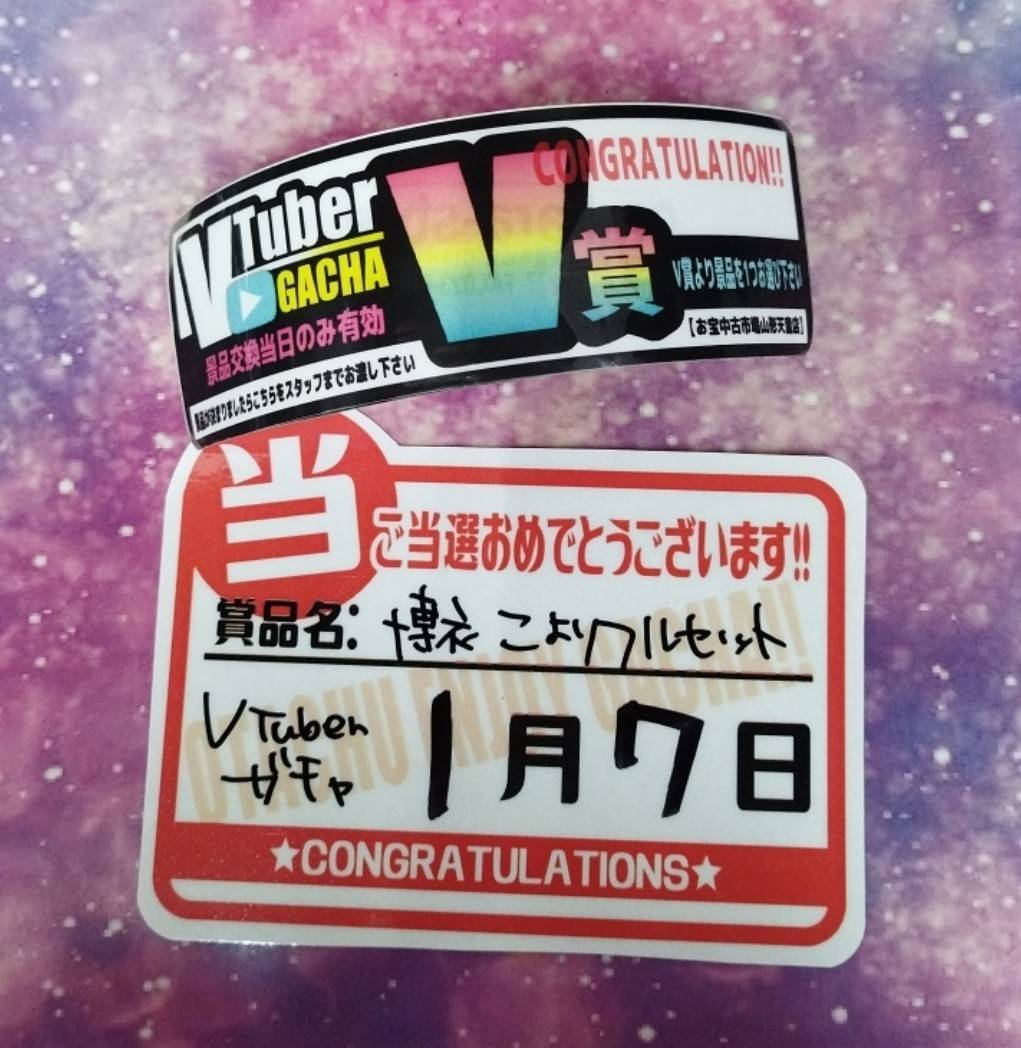 VTuber
GACHA
景品交換当日のみ有効
景品が決まりましたらこちらをスタッフまでお渡し下さい
V賞
CONGRATULATION!!
V賞より景品を1つお選び下さい
【お宝中古市場山形天童店】
当
ご当選おめでとうございます!!
賞品名: 博衣こよりフルセット
VTuber
ガチャ
1月7日
★CONGRATULATIONS★